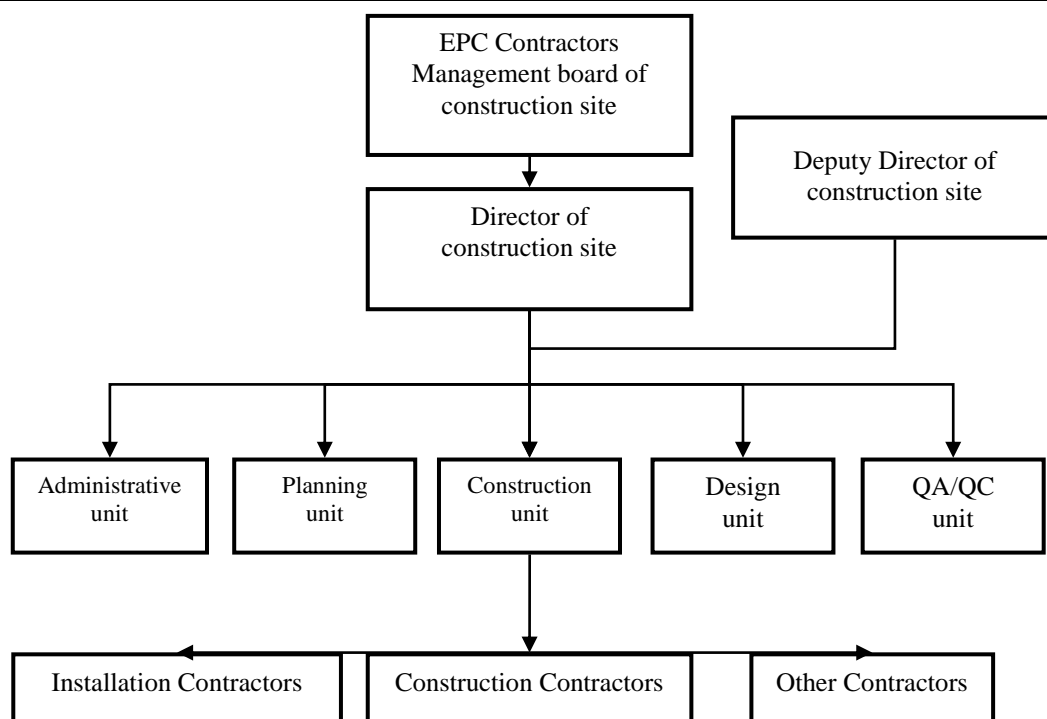 EPC Contractors
Management board of
construction site
Deputy Director of
construction site
Director of
construction site
Administrative
unit
Planning
unit
Construction
unit
Design
unit
QA/QC
unit
Installation Contractors
Construction Contractors
Other Contractors